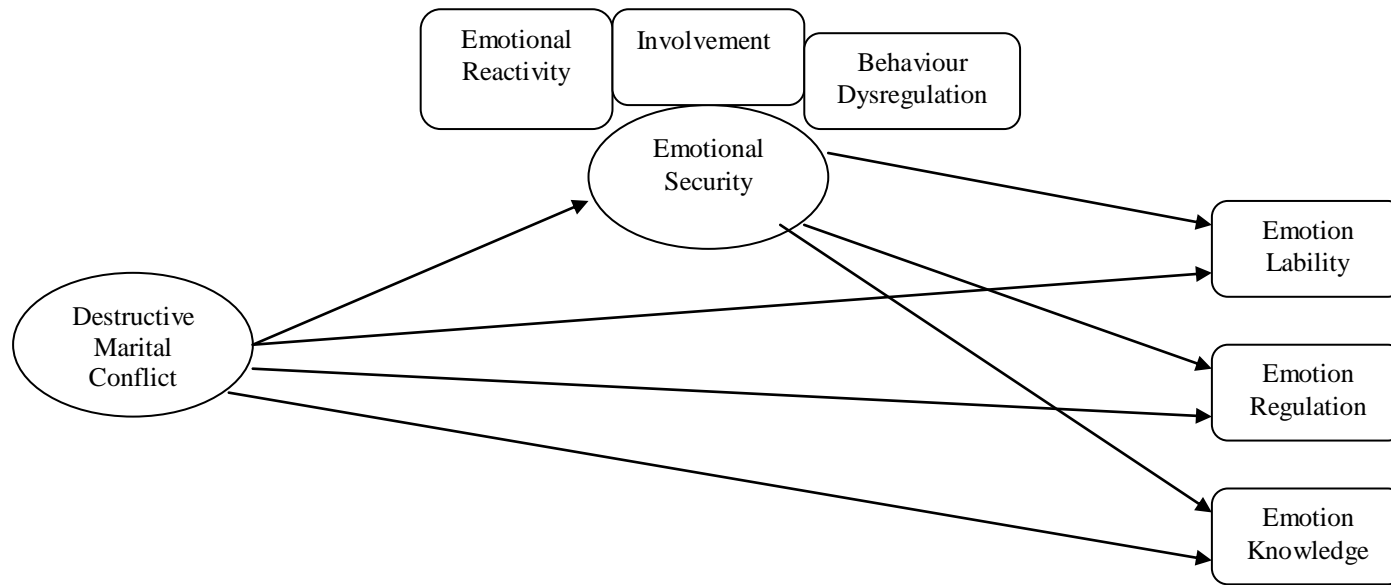 Emotional
Reactivity
Involvement
Behaviour
Dysregulation
Emotional
Security
Emotion
Lability
Destructive
Marital
Conflict
Emotion
Regulation
Emotion
Knowledge